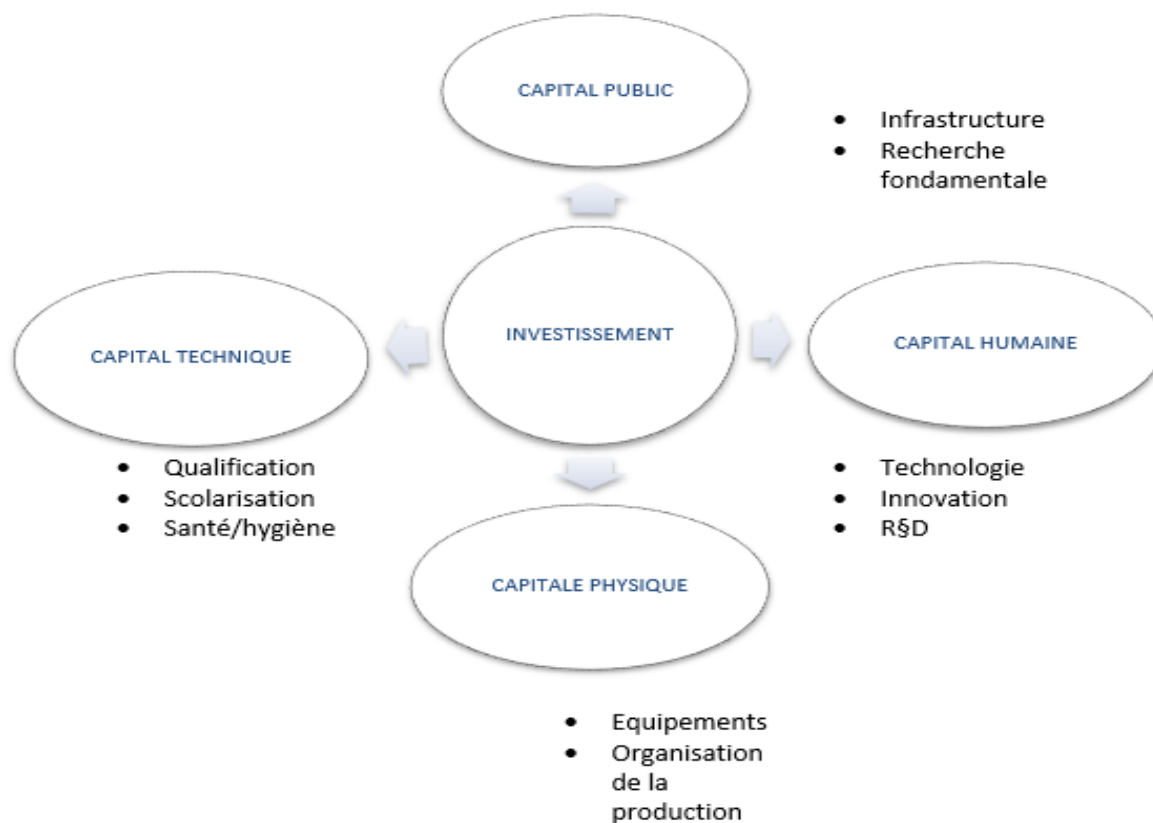 CAPITAL PUBLIC
• Infrastructure
• Recherche
fondamentale
INVESTISSEMENT
CAPITAL TECHNIQUE
CAPITAL HUMAINE
• Qualification
• Scolarisation
• Santé/hygiène
• Technologie
• Innovation
• R§D
CAPITALE PHYSIQUE
• Equipements
• Organisation
de la
production